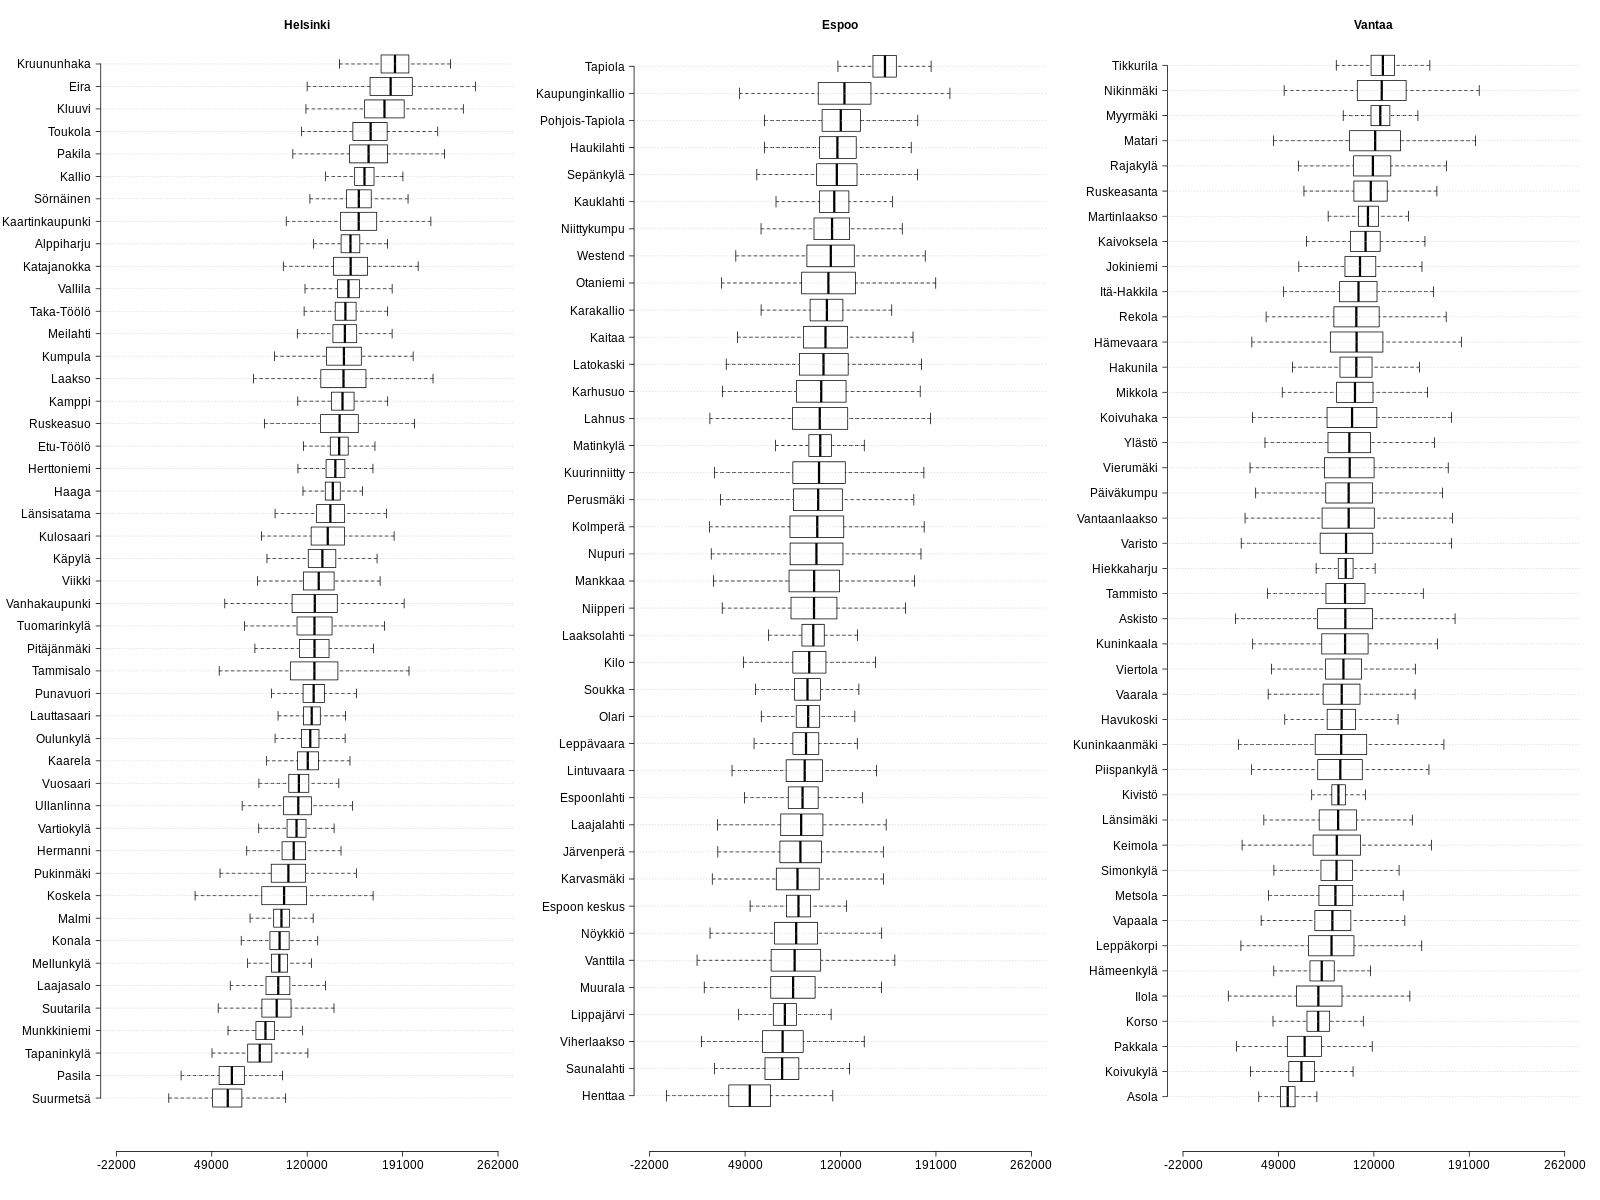 Helsinki
Kruununhaka
Eira
Kluuvi
Toukola
Pakila
Kallio
Sörnäinen
Kaartinkaupunki
Alppiharju
Katajanokka
Vallila
Taka-Töölö
Meilahti
Kumpula
Laakso
Kamppi
Ruskeasuo
Etu-Töölö
Herttoniemi
Haaga
Länsisatama
Kulosaari
Käpylä
Viikki
Vanhakaupunki
Tuomarinkylä
Pitäjänmäki
Tammisalo
Punavuori
Lauttasaari
Oulunkylä
Kaarela
Vuosaari
Ullanlinna
Vartiokylä
Hermanni
Pukinmäki
Koskela
Malmi
Konala
Mellunkylä
Laajasalo
Suutarila
Munkkiniemi
Tapaninkylä
Pasila
Suurmetsä
-22000 49000 120000 191000 262000
Espoo
Tapiola
Kaupunginkallio
Pohjois-Tapiola
Haukilahti
Sepänkylä
Kauklahti
Niittykumpu
Westend
Otaniemi
Karakallio
Kaitaa
Latokaski
Karhusuo
Lahnus
Matinkylä
Kuurinniitty
Perusmäki
Kolmperä
Nupuri
Mankkaa
Niipperi
Laaksolahti
Kilo
Soukka
Olari
Leppävaara
Lintuvaara
Espoonlahti
Laajalahti
Järvenperä
Karvasmäki
Espoon keskus
Nöykkiö
Vanttila
Muurala
Lippajärvi
Viherlaakso
Saunalahti
Henttaa
-22000 49000 120000 191000 262000
Vantaa
Tikkurila
Nikinmäki
Myyrmäki
Matari
Rajakylä
Ruskeasanta
Martinlaakso
Kaivoksela
Jokiniemi
Itä-Hakkila
Rekola
Hämevaara
Hakunila
Mikkola
Koivuhaka
Ylästö
Vierumäki
Päiväkumpu
Vantaanlaakso
Varisto
Hiekkaharju
Tammisto
Askisto
Kuninkaala
Viertola
Vaarala
Havukoski
Kuninkaanmäki
Piispankylä
Kivistö
Länsimäki
Keimola
Simonkylä
Metsola
Vapaala
Leppäkorpi
Hämeenkylä
Ilola
Korso
Pakkala
Koivukylä
Asola
-22000 49000 120000 191000 262000